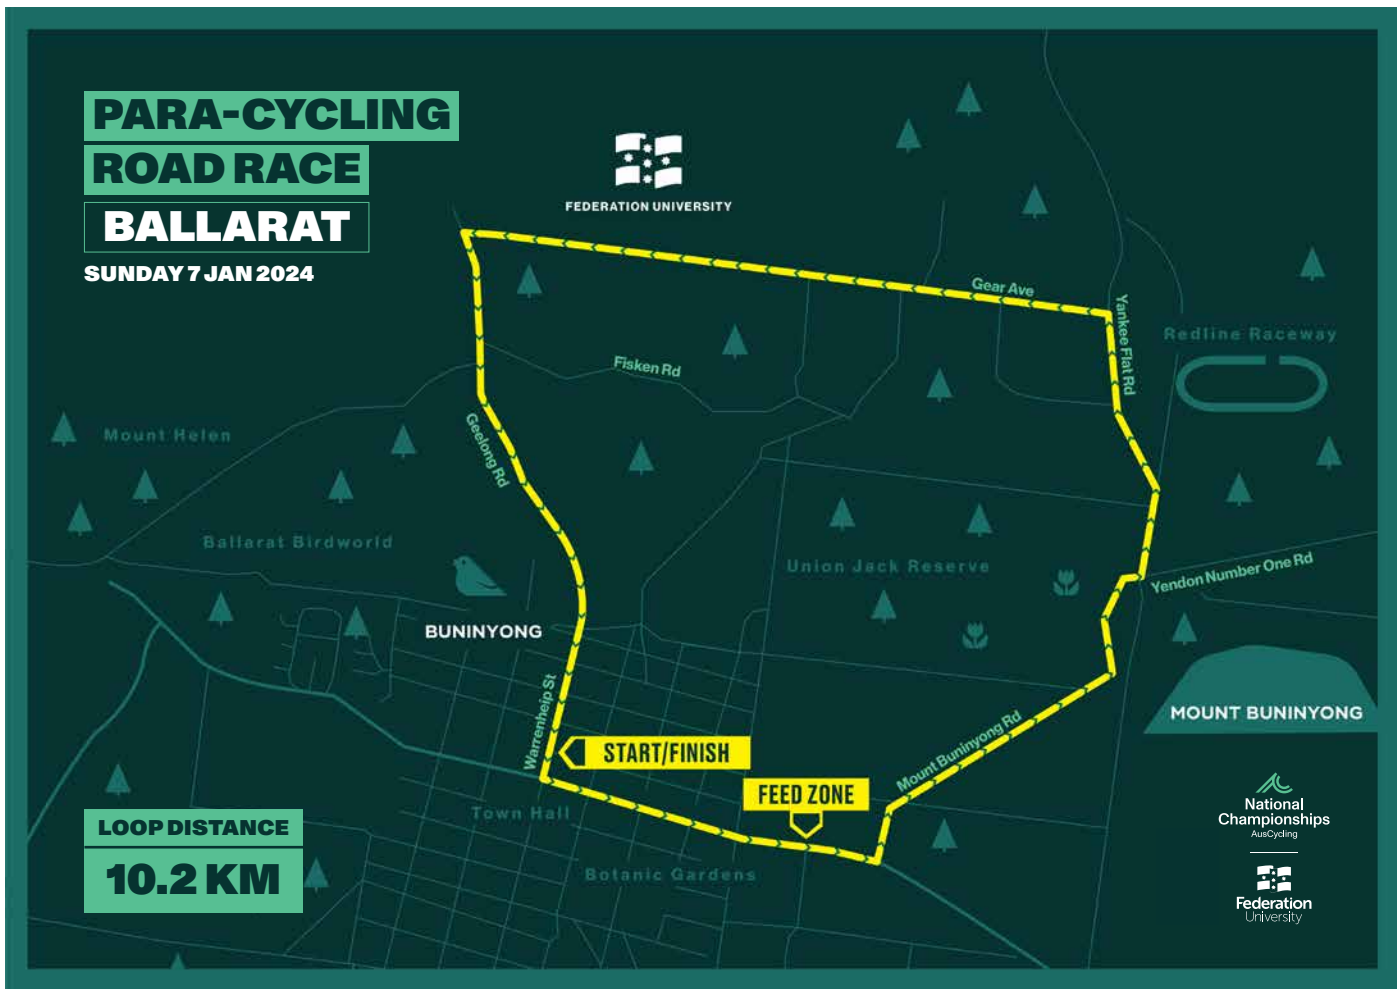 PARA-CYCLING
ROAD RACE
BALLARAT
SUNDAY 7 JAN 2024
FEDERATION UNIVERSITY
Gear Ave
Yankee Flat Rd
Redline Raceway
Fisken Rd
Mount Helen
Geelong Rd
Ballarat Birdworld
Union Jack Reserve
Yendon Number One Rd
BUNINYONG
Warrenheip St
MOUNT BUNINYONG
START/FINISH
Mount Buninyong Rd
FEED ZONE
Town Hall
Botanic Gardens
LOOP DISTANCE
10.2 KM
National
Championships
AusCycling
Federation
University